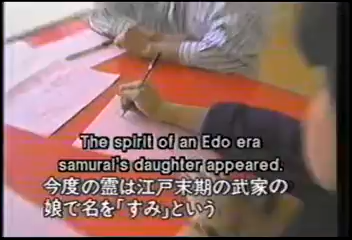 The spirit of an Edo era
samurai's daughter appeared.
今度の霊は江戸末期の武家の
娘で名を「すみ」という